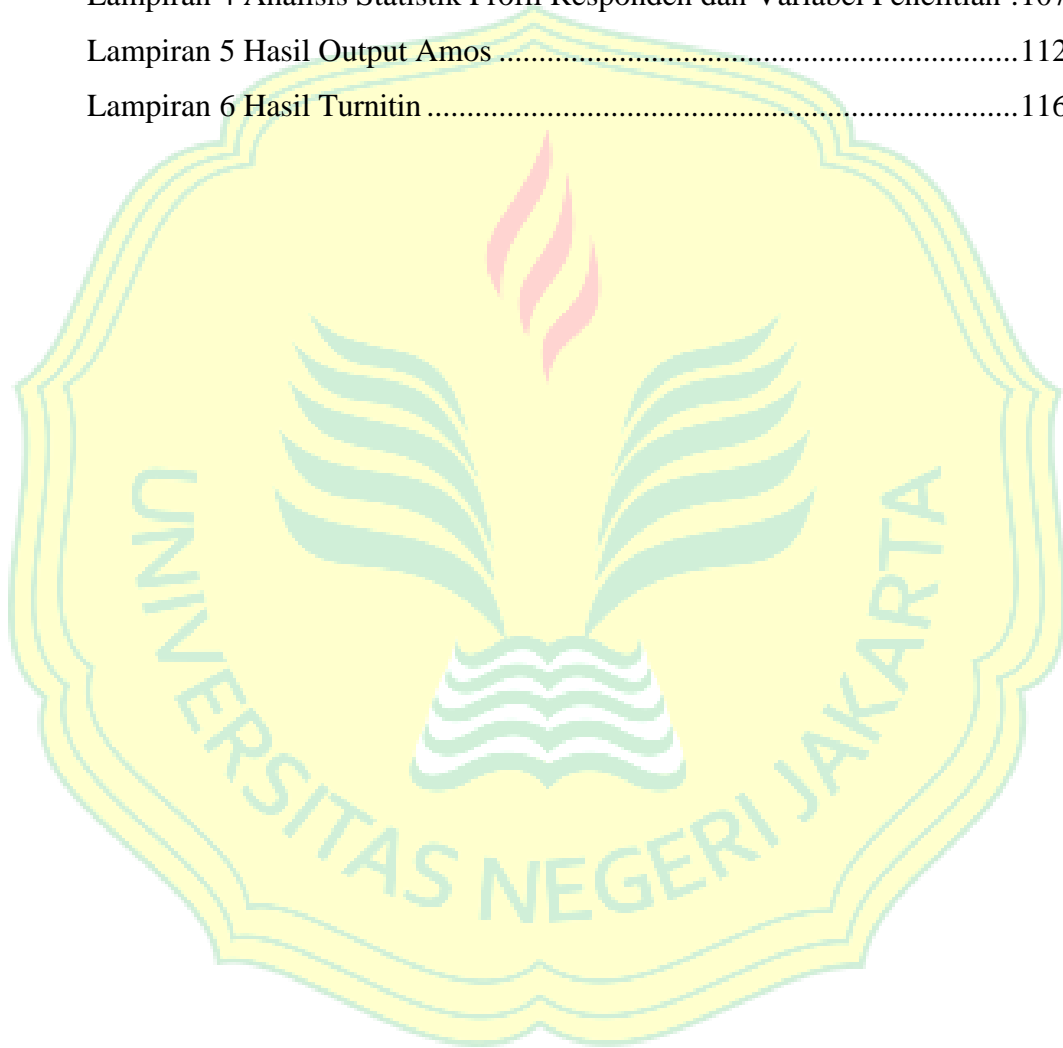 Lampiran 4 Analisis Statistik Profil Responden dan Variabel Penelitian .107
Lampiran 5 Hasil Output Amos .................................................................112
Lampiran 6 Hasil Turnitin ..........................................................................116
UNIVERSITAS NEGERI JAKARTA